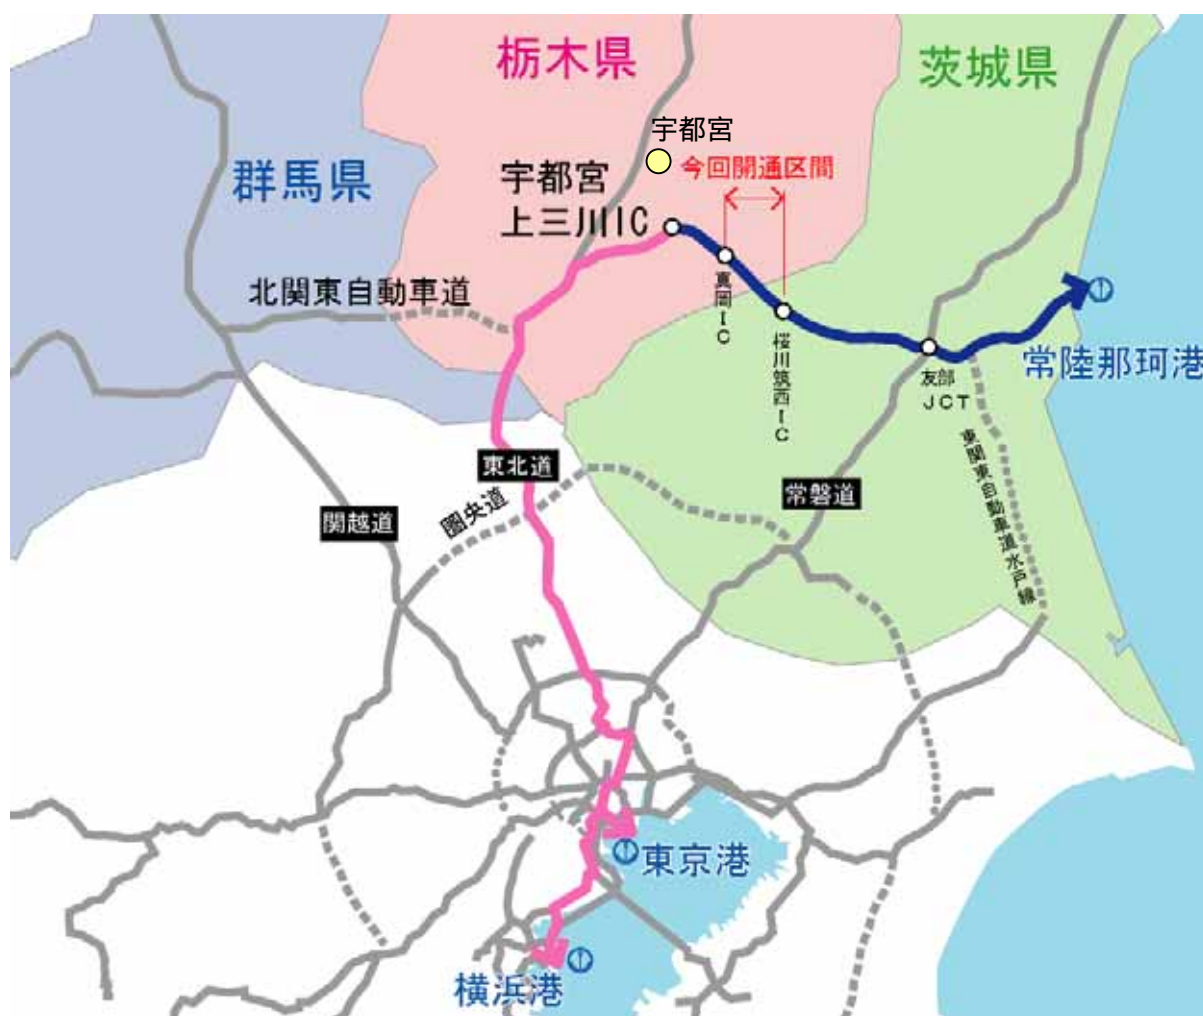 栃木県
茨城県
群馬県
宇都宮
今回開通区間
宇都宮
上三川IC
北関東自動車道
真岡IC
桜川筑西IC
友部
JCT
常陸那珂港
東北道
関越道
圏央道
常磐道
東関東自動車道水戸線
東京港
横浜港